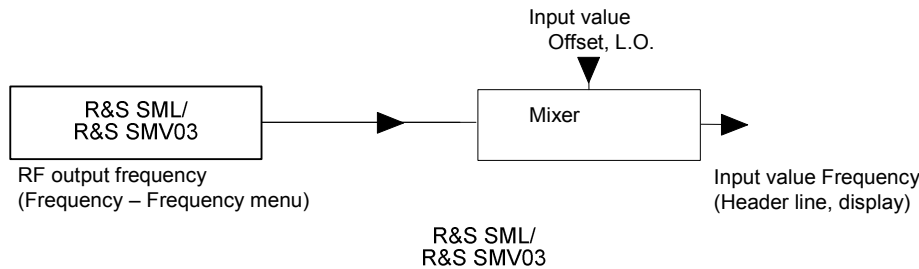 Input value
Offset, L.O.
R&S SML/
R&S SMV03
Mixer
RF output frequency
(Frequency – Frequency menu)
Input value Frequency
(Header line, display)
R&S SML/
R&S SMV03